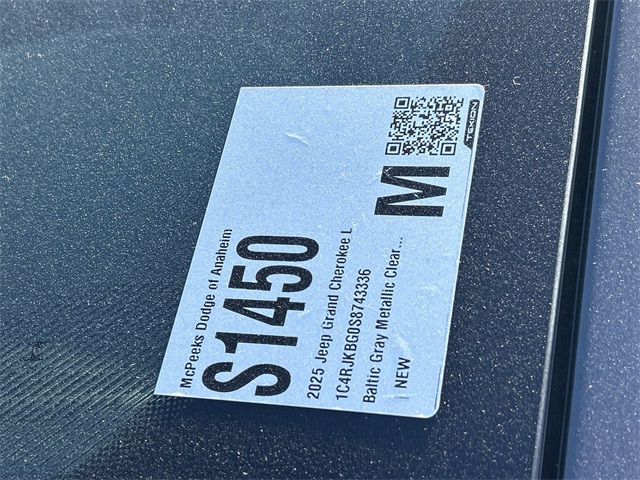 McPeeks Dodge of Anaheim
S1450
2025 Jeep Grand Cherokee L
1C4RJKBG0S8743336
Baltic Gray Metallic Clear...
NEW
M
TEKION